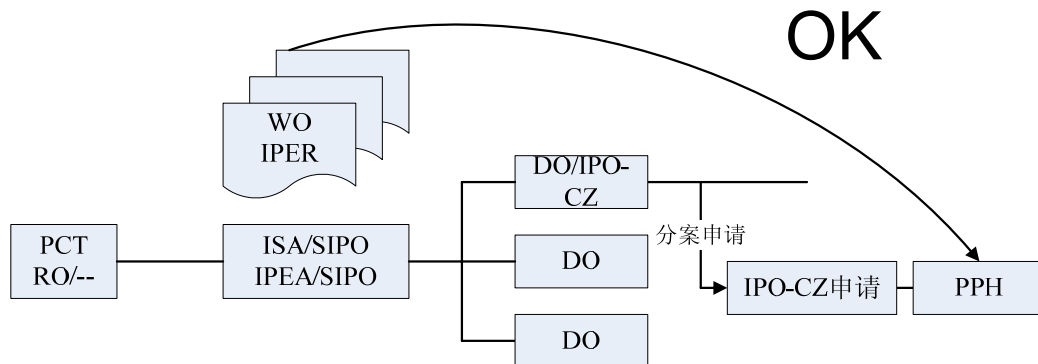 OK
WO
IPER
DO/IPO-
CZ
PCT
RO/--
ISA/SIPO
IPEA/SIPO
分案申请
DO
IPO-CZ申请
PPH
DO